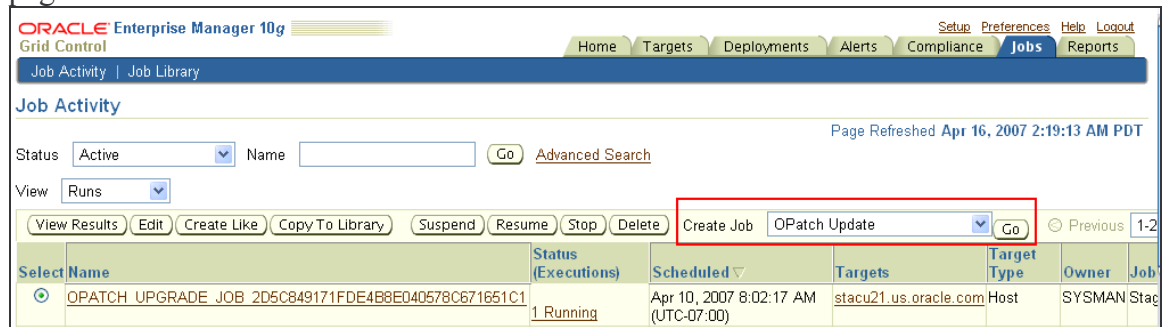 ORACLE Enterprise Manager 10g
Setup Preferences Help Logout
Grid Control
Home Targets Deployments Alerts Compliance Jobs Reports
Job Activity | Job Library
Job Activity
Page Refreshed Apr 16, 2007 2:19:13 AM PDT
Status Active Name Go Advanced Search
View Runs
View Results Edit Create Like Copy To Library Suspend Resume Stop Delete Create Job OPatch Update Go Previous 1-2
Select Name Status (Executions) Scheduled Targets Target Type Owner Job
OPATCH_UPGRADE_JOB_2D5C849171FDE4B8E040578C671651C1 1 Running Apr 10, 2007 8:02:17 AM (UTC-07:00) stacu21.us.oracle.com Host SYSMAN Stag